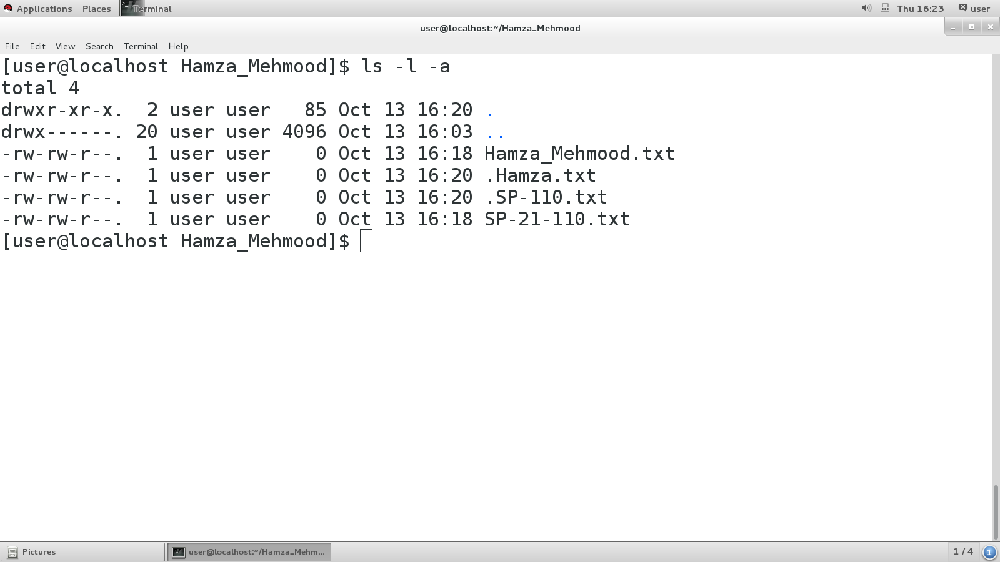 Applications Places Terminal Thu 16:23 user
user@localhost:~/Hamza_Mehmood
File Edit View Search Terminal Help
[user@localhost Hamza_Mehmood]$ ls -l -a
total 4
drwxr-xr-x.  2 user user   85 Oct 13 16:20 .
drwx------. 20 user user 4096 Oct 13 16:03 ..
-rw-rw-r--.  1 user user    0 Oct 13 16:18 Hamza_Mehmood.txt
-rw-rw-r--.  1 user user    0 Oct 13 16:20 .Hamza.txt
-rw-rw-r--.  1 user user    0 Oct 13 16:20 .SP-110.txt
-rw-rw-r--.  1 user user    0 Oct 13 16:18 SP-21-110.txt
[user@localhost Hamza_Mehmood]$
Pictures user@localhost:~/Hamza_Mehm... 1 / 4 1